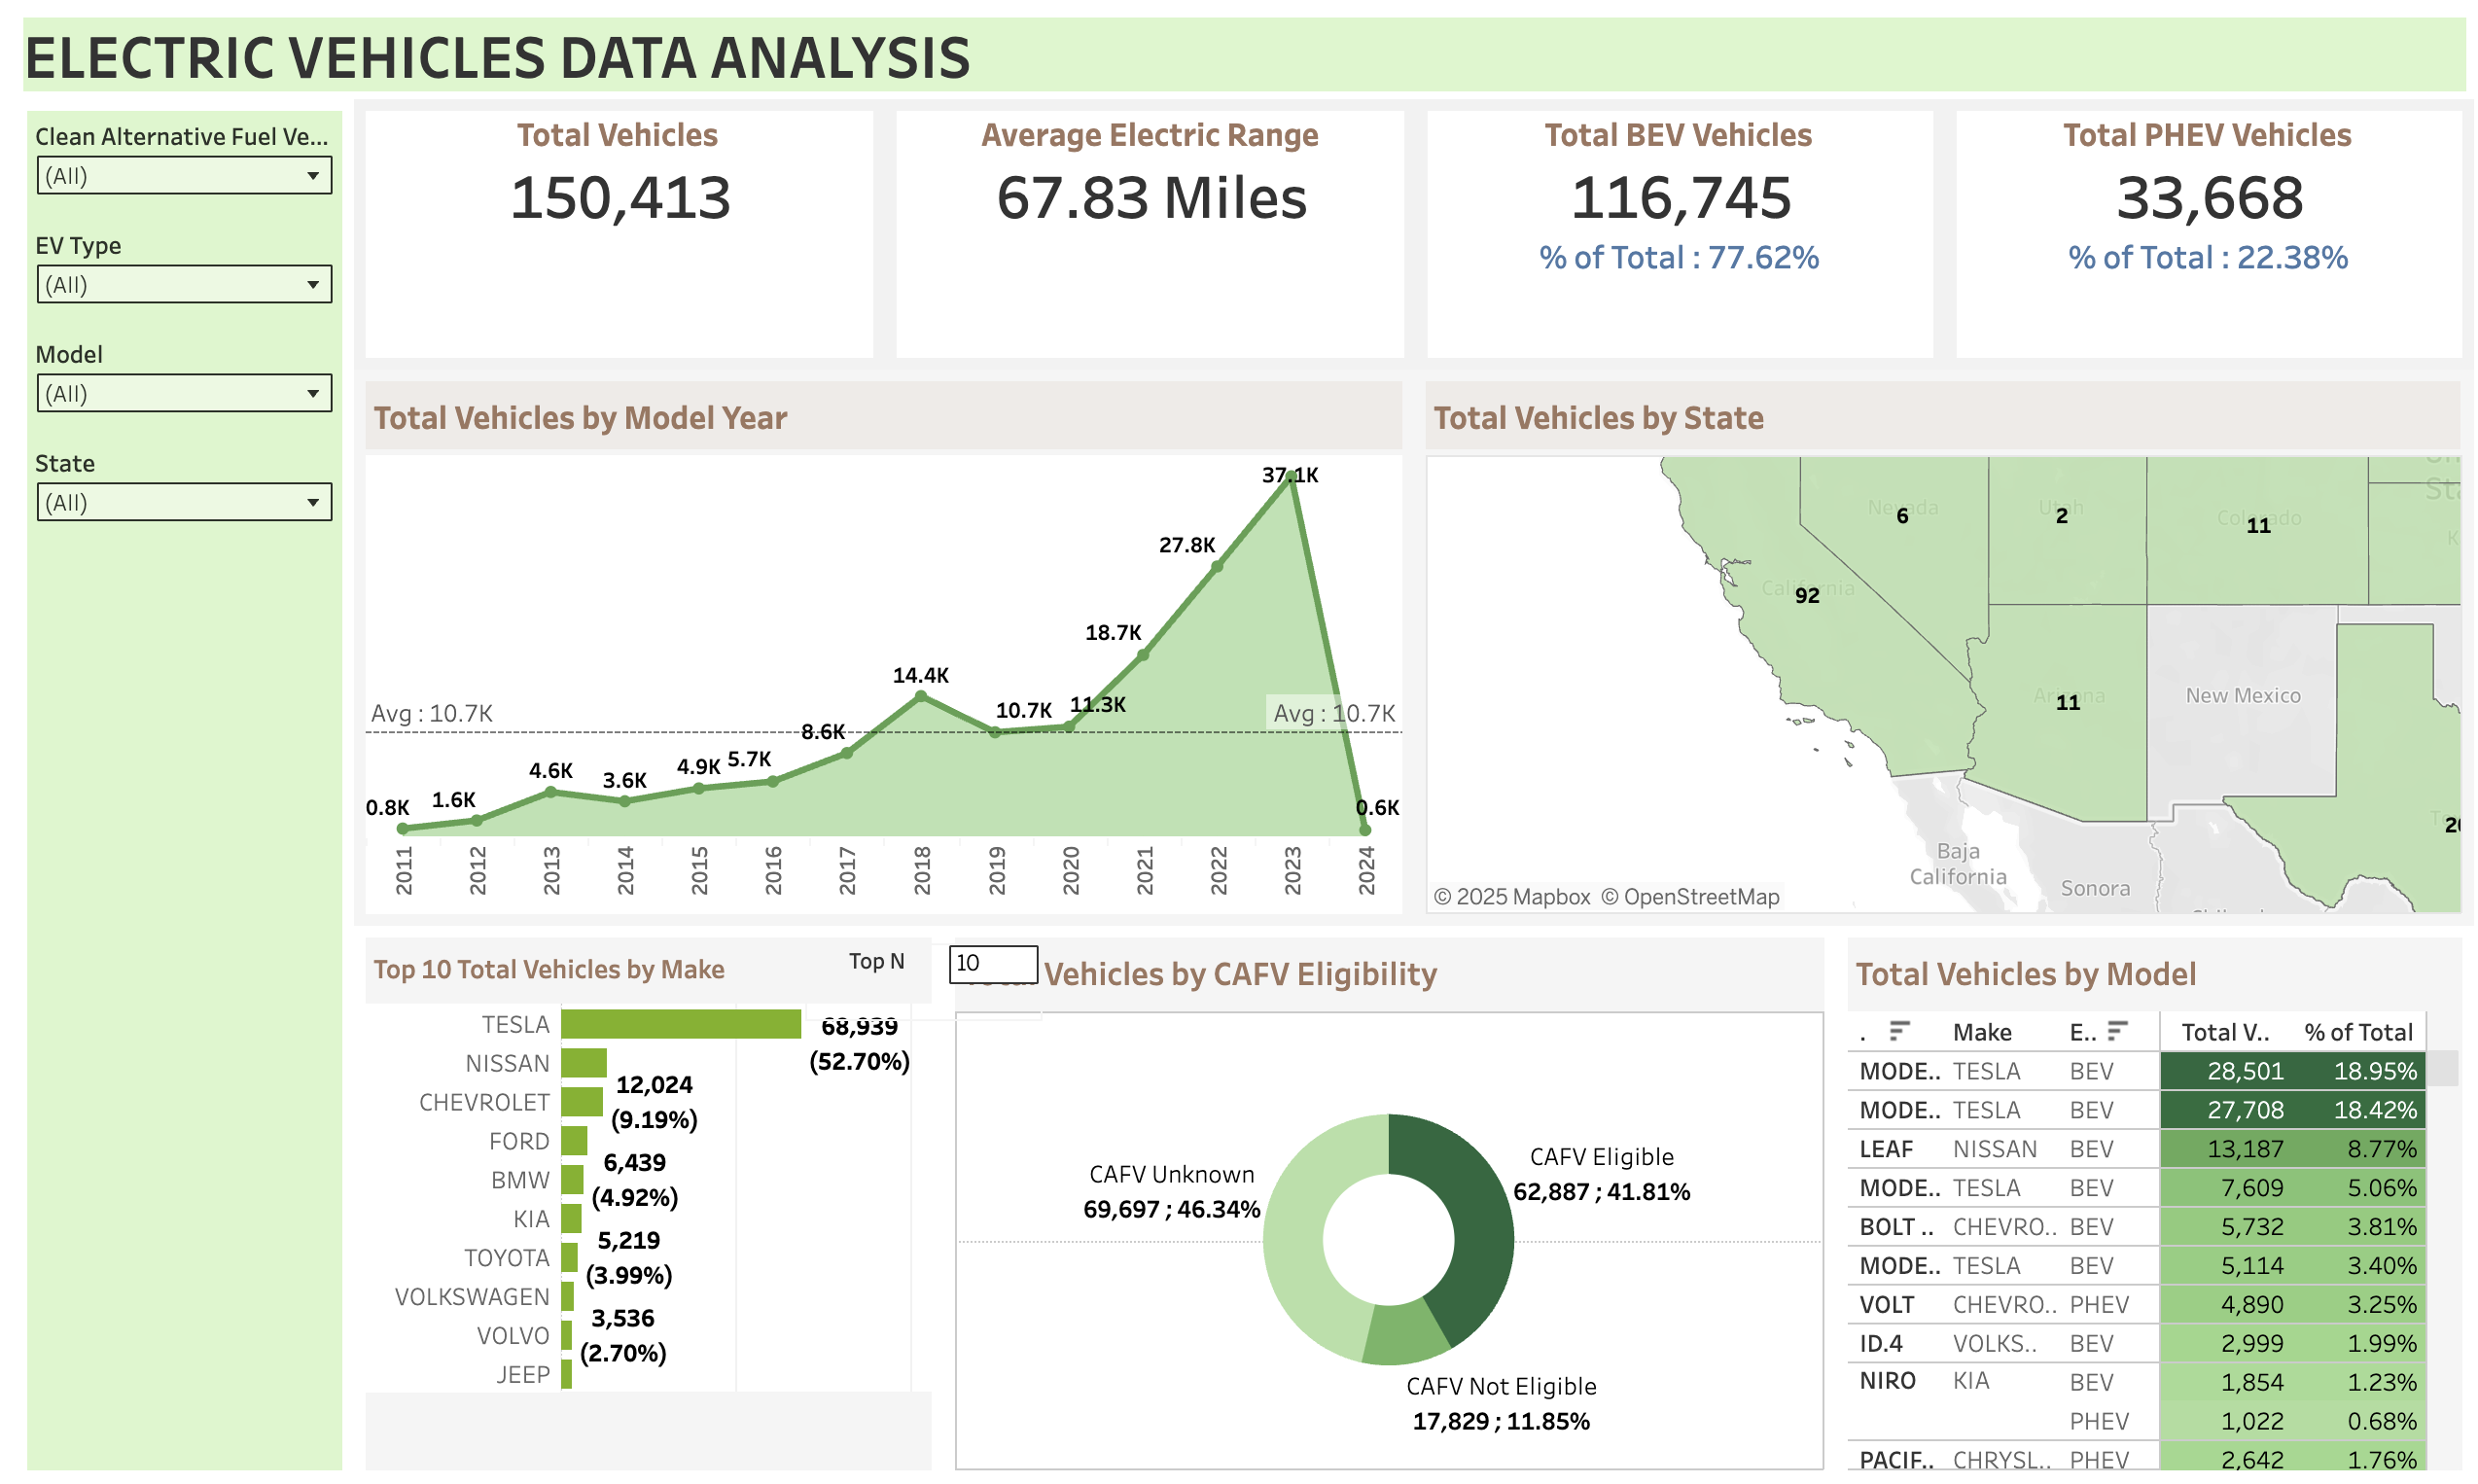 ELECTRIC VEHICLES DATA ANALYSIS
Clean Alternative Fuel Ve...
(All)
EV Type
(All)
Model
(All)
State
(All)
Total Vehicles
150,413
Average Electric Range
67.83 Miles
Total BEV Vehicles
116,745
% of Total : 77.62%
Total PHEV Vehicles
33,668
% of Total : 22.38%
Total Vehicles by Model Year
37.1K
27.8K
18.7K
14.4K
10.7K
11.3K
Avg : 10.7K
Avg : 10.7K
8.6K
4.6K
3.6K
4.9K
5.7K
0.8K
1.6K
0.6K
2011
2012
2013
2014
2015
2016
2017
2018
2019
2020
2021
2022
2023
2024
Total Vehicles by State
Nevada
6
Utah
2
Colorado
11
California
92
Arizona
11
New Mexico
Baja
California
Sonora
© 2025 Mapbox © OpenStreetMap
Top 10 Total Vehicles by Make
Top N
10
TESLA
68,939
(52.70%)
NISSAN
CHEVROLET
12,024
(9.19%)
FORD
BMW
6,439
(4.92%)
KIA
TOYOTA
5,219
(3.99%)
VOLKSWAGEN
VOLVO
3,536
(2.70%)
JEEP
Total Vehicles by CAFV Eligibility
CAFV Unknown
69,697 ; 46.34%
CAFV Eligible
62,887 ; 41.81%
CAFV Not Eligible
17,829 ; 11.85%
Total Vehicles by Model
. Make E.. Total V.. % of Total
MODE.. TESLA BEV 28,501 18.95%
MODE.. TESLA BEV 27,708 18.42%
LEAF NISSAN BEV 13,187 8.77%
MODE.. TESLA BEV 7,609 5.06%
BOLT .. CHEVRO.. BEV 5,732 3.81%
MODE.. TESLA BEV 5,114 3.40%
VOLT CHEVRO.. PHEV 4,890 3.25%
ID.4 VOLKS.. BEV 2,999 1.99%
NIRO KIA BEV 1,854 1.23%
PHEV 1,022 0.68%
PACIF.. CHRYSL.. PHEV 2,642 1.76%